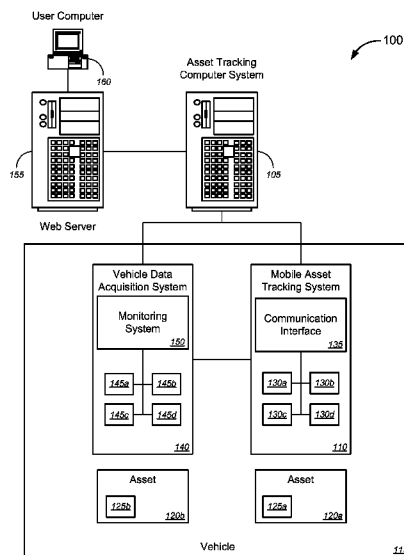 User Computer
100
160
Asset Tracking
Computer System
155
105
Web Server
Vehicle Data
Acquisition System
Mobile Asset
Tracking System
Monitoring
System
150
Communication
Interface
135
145a
145b
130a
130b
145c
145d
130c
130d
140
110
Asset
125b
120b
Asset
125a
120a
Vehicle